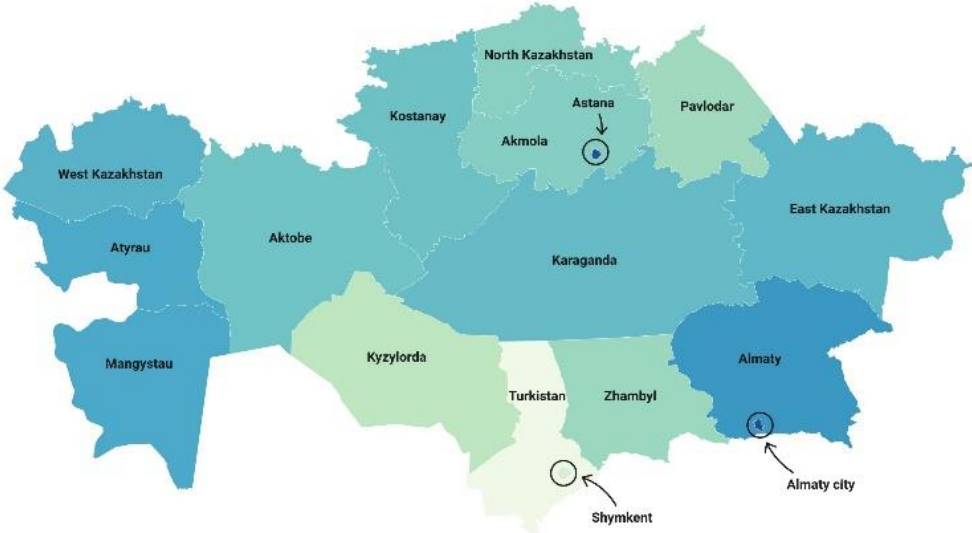 North Kazakhstan
Astana
Pavlodar
Kostanay
Akmola
West Kazakhstan
East Kazakhstan
Aktobe
Atyrau
Karaganda
Kyzylorda
Almaty
Mangystau
Turkistan
Zhambyl
Almaty city
Shymkent